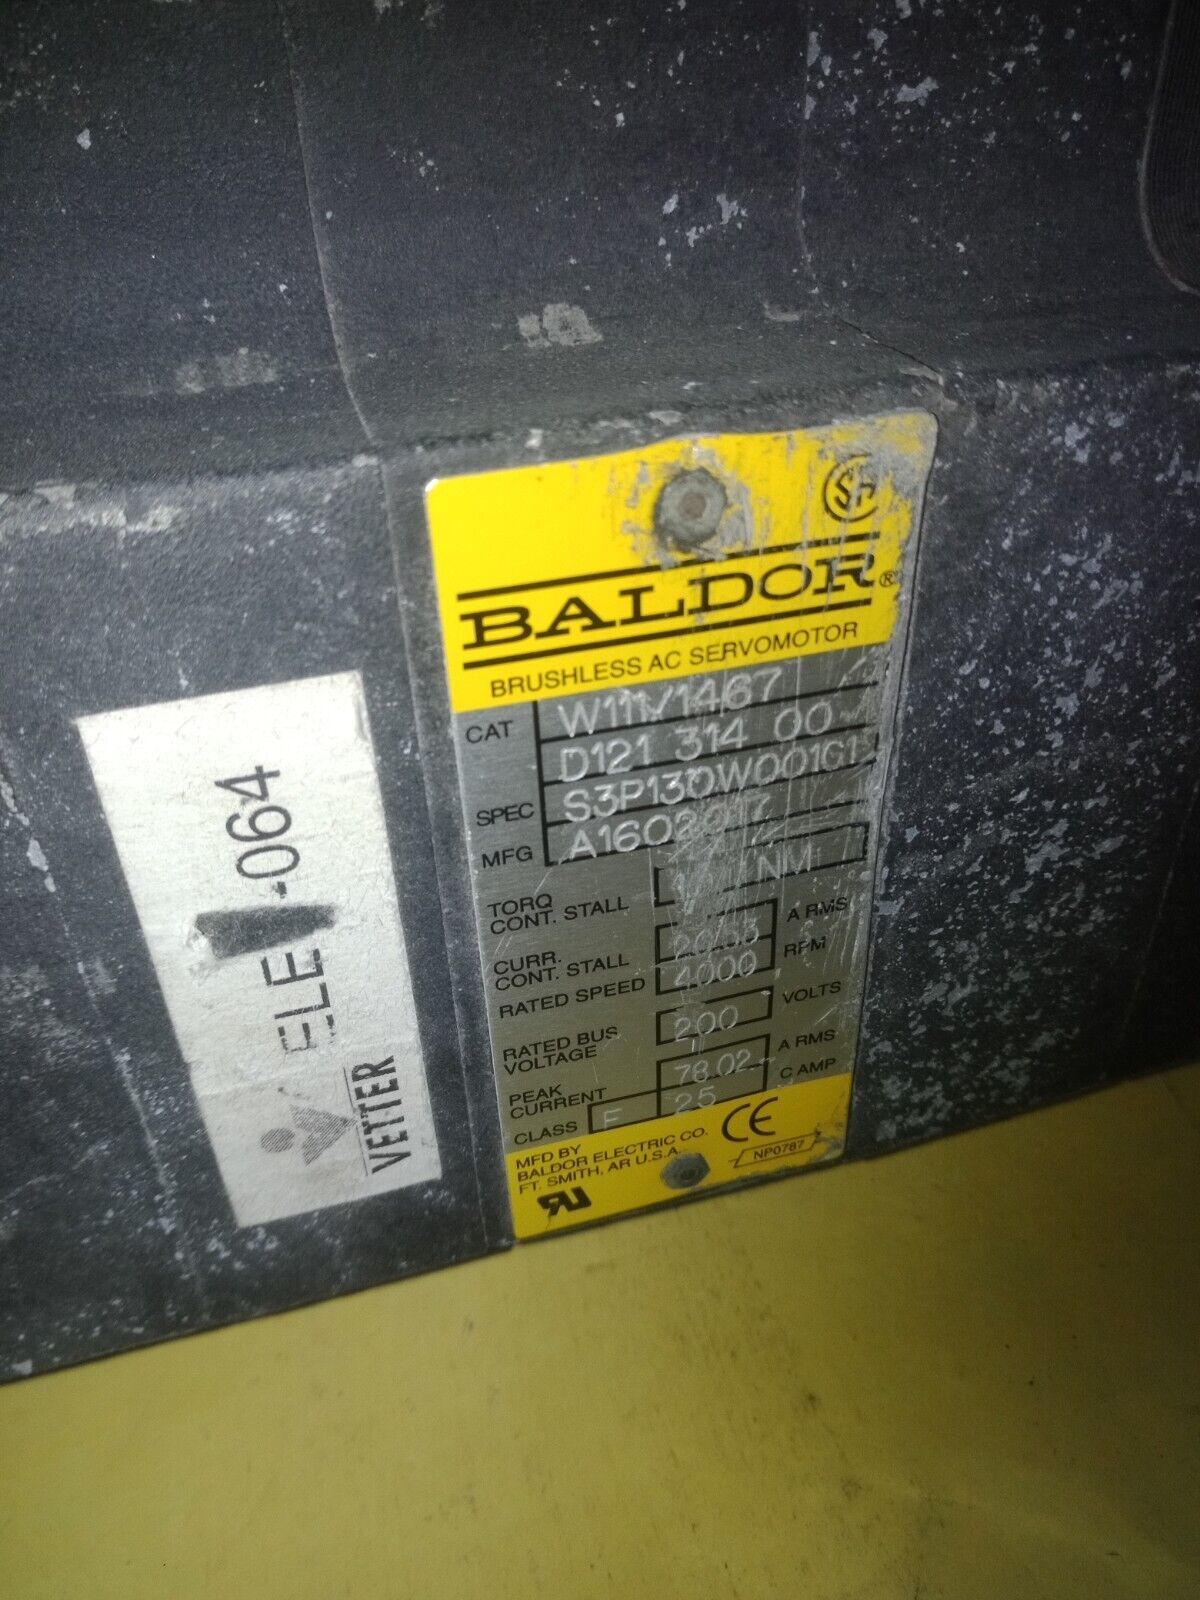 BALDOR®
BRUSHLESS AC SERVOMOTOR
CAT W11V1467
D121 314 00
SPEC S3P130W001G1
MFG
TORQ
CONT. STALL NM
CURR.
CONT. STALL A RMS
RATED SPEED 4000 RPM
RATED BUS
VOLTAGE 200 VOLTS
PEAK
CURRENT 78.02 A RMS
CLASS F 25 C AMP
MFD BY
BALDOR ELECTRIC CO.
FT. SMITH, AR U.S.A.
CE
NP0787
ELE -064
VETTER